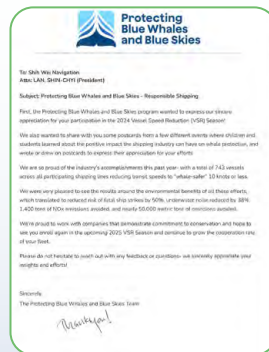 Protecting
Blue Whales
and Blue Skies
To: Shih Wei Navigation
Attn: LAN, SHIN-CHYI (President)
Subject: Protecting Blue Whales and Blue Skies - Responsible Shipping
First, the Protecting Blue Whales and Blue Skies program wanted to express our sincere
appreciation for your participation in the 2024 Vessel Speed Reduction (VSR) Season!
We also wanted to share with you some postcards from a few different events where children and
students learned about the positive impact the shipping industry can have on whale protection, and
wrote or drew on postcards to express their appreciation for your efforts.
We are so proud of the industry's accomplishments this past year- with a total of 743 vessels
across all participating shipping lines reducing transit speeds to "whale-safer" 10 knots or less.
We were very pleased to see the results around the environmental benefits of all these efforts,
which translated to reduced risk of fatal ship strikes by 50%, underwater noise reduced by
1,400 tons of NOx emissions avoided, and nearly 50,000 metric tons of emissions avoided.
We're proud to work with companies that demonstrate commitment to conservation and hope to
see you enroll again in the upcoming 2025 VSR Season and continue to grow the cooperation rate
of your fleet.
Please do not hesitate to reach out with any feedback or questions- we sincerely appreciate your
insights and efforts!
Sincerely,
The Protecting Blue Whales and Blue Skies Team
Thank you!